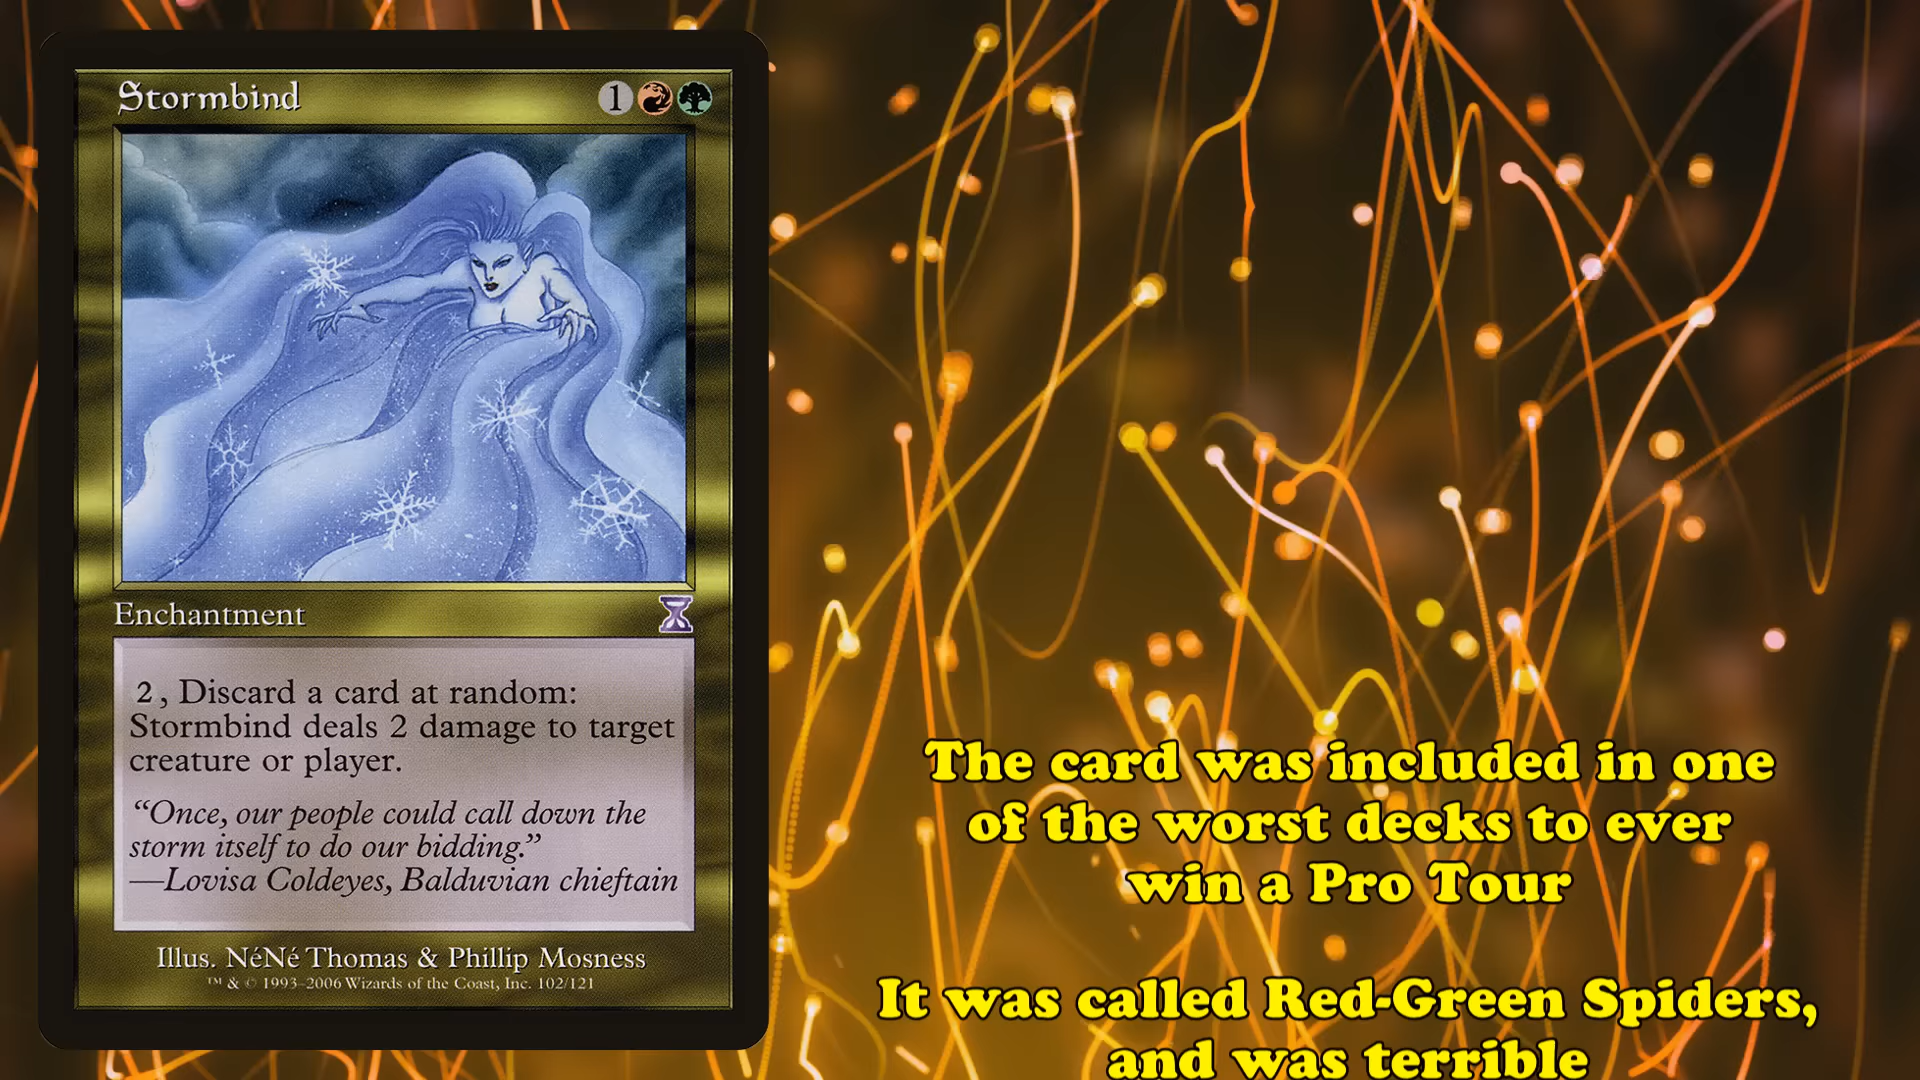 Stormbind
1
Enchantment
2, Discard a card at random:
Stormbind deals 2 damage to target
creature or player.
“Once, our people could call down the
storm itself to do our bidding.”
—Lovisa Coldeyes, Balduvian chieftain
Illus. NéNé Thomas & Phillip Mosness
™ & © 1993–2006 Wizards of the Coast, Inc. 102/121
The card was included in one
of the worst decks to ever
win a Pro Tour
It was called Red-Green Spiders,
and was terrible